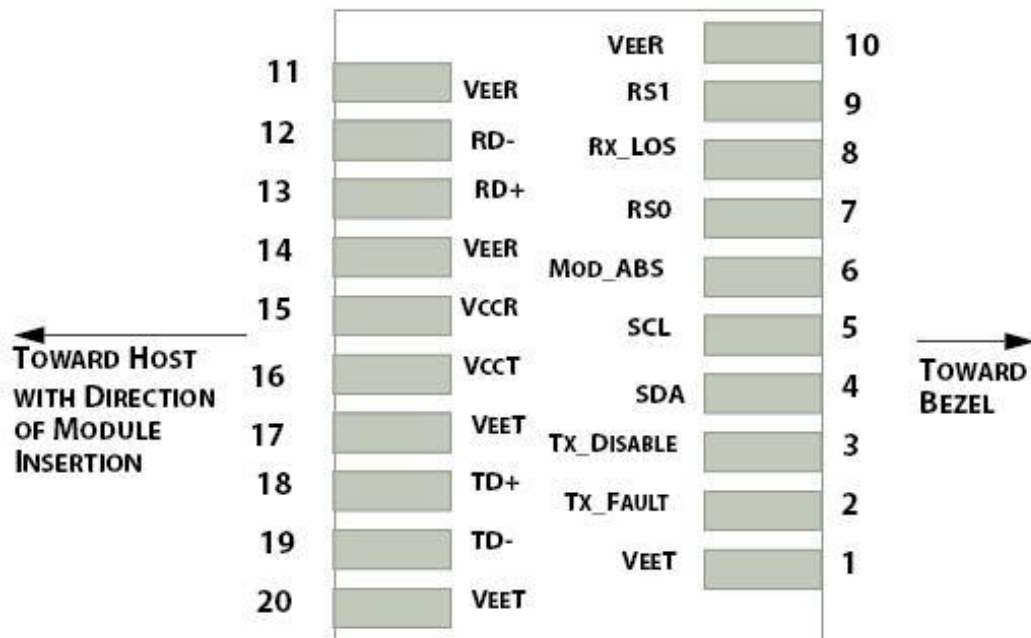 VEER 10
11 VEER
RS1 9
12 RD-
RX_LOS 8
13 RD+
RS0 7
14 VEER
MOD_ABS 6
15 VCCR
SCL 5
TOWARD HOST
WITH DIRECTION
OF MODULE
INSERTION
TOWARD
BEZEL
16 VCCT
SDA 4
17 VEET
TX_DISABLE 3
18 TD+
TX_FAULT 2
19 TD-
VEET 1
20 VEET